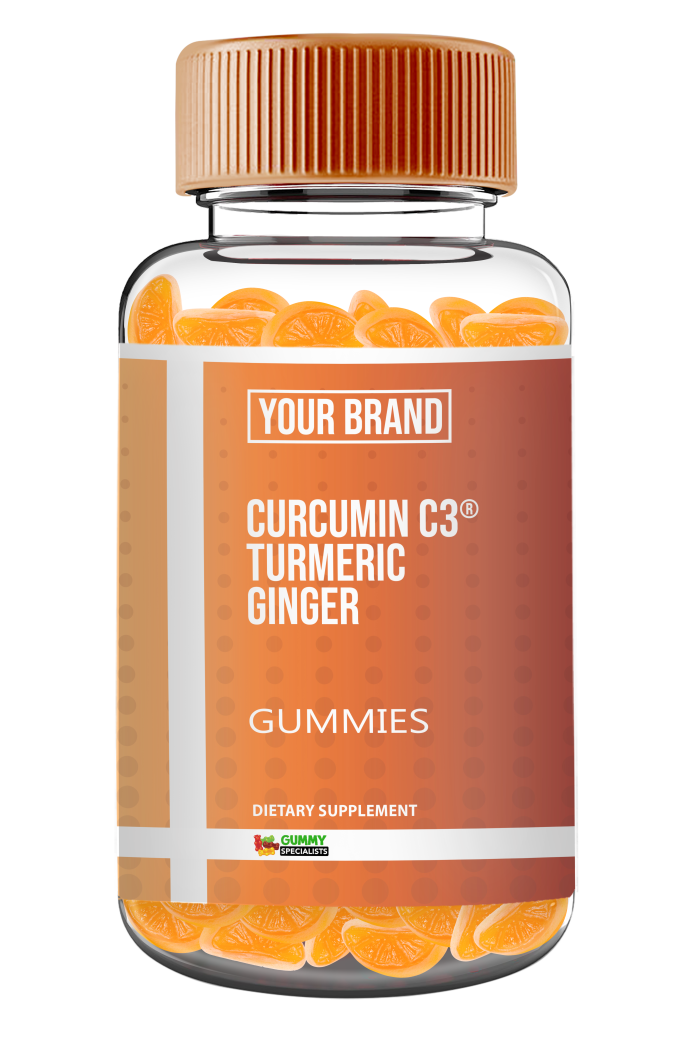 YOUR BRAND
CURCUMIN C3®
TURMERIC
GINGER
GUMMIES
DIETARY SUPPLEMENT
GUMMY
SPECIALISTS